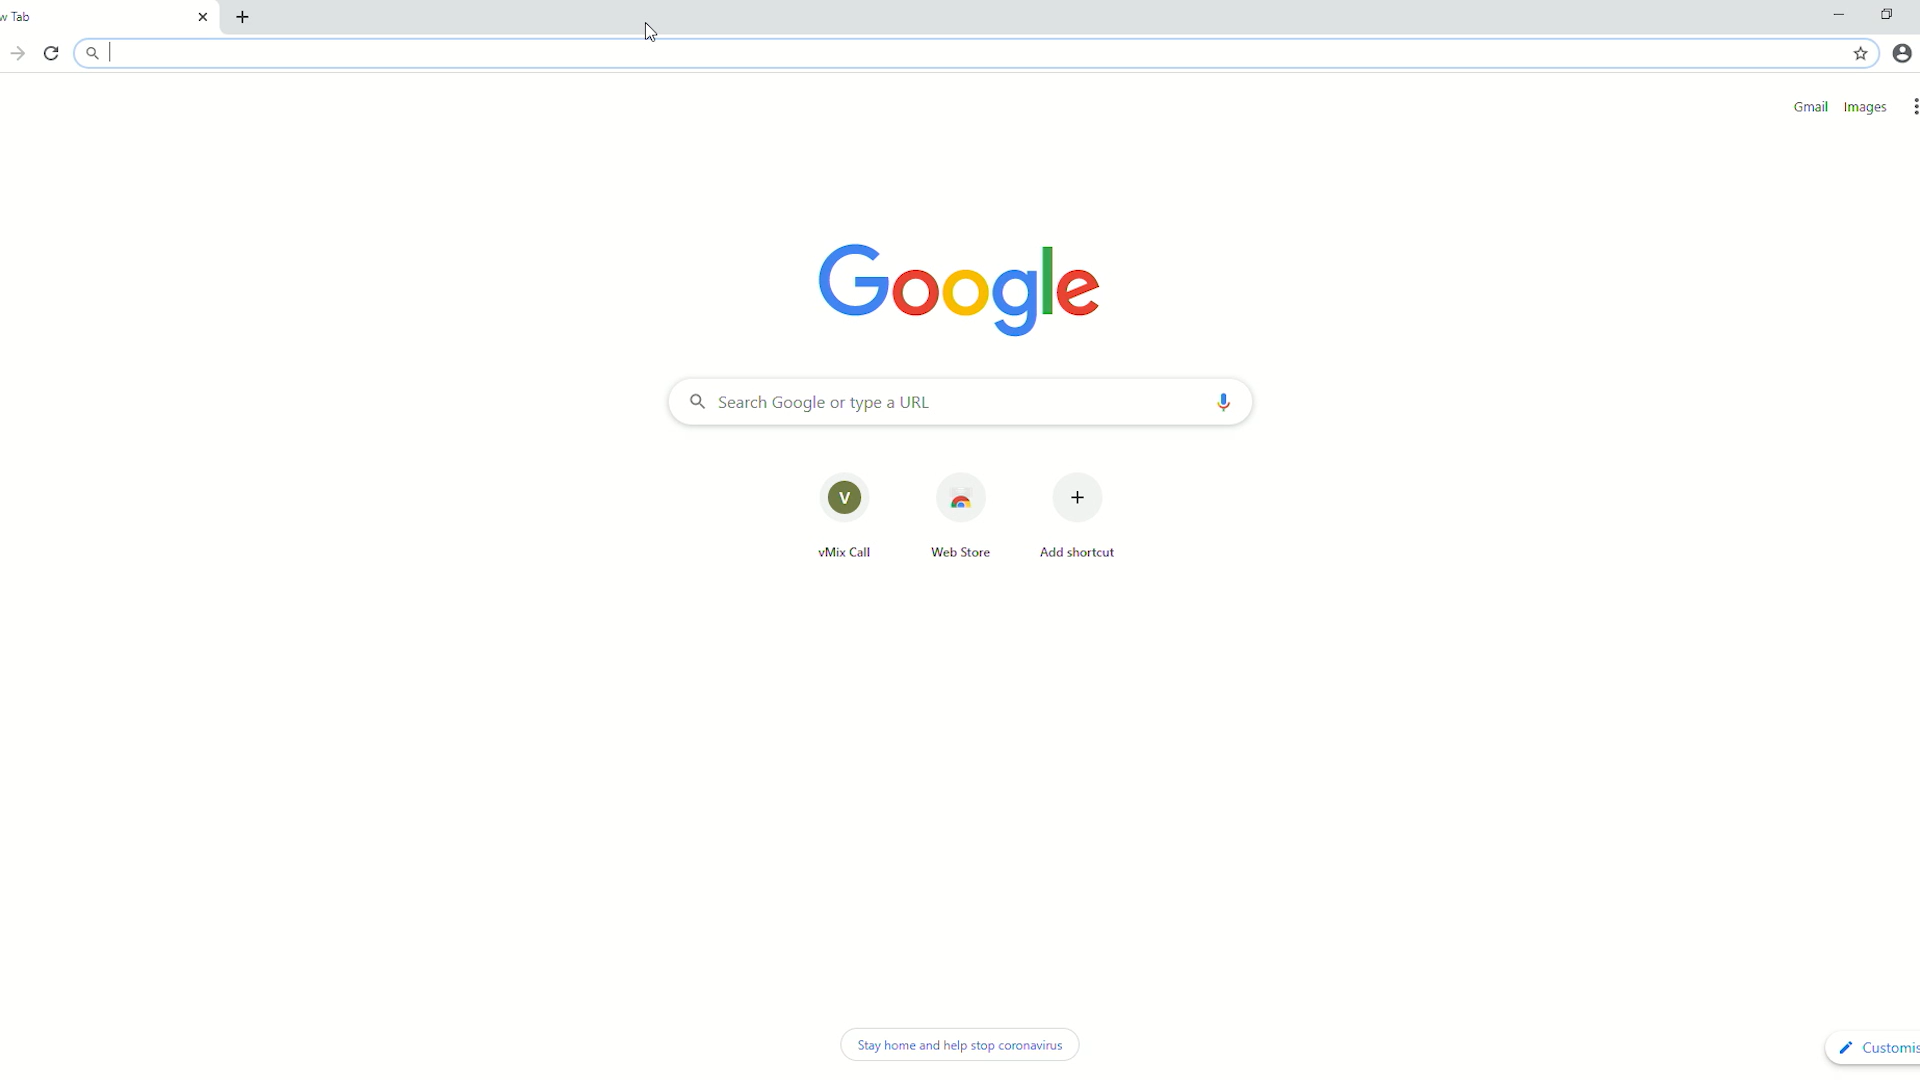 w Tab
Gmail Images
Google
Search Google or type a URL
V
vMix Call
Web Store
Add shortcut
Stay home and help stop coronavirus
Customis